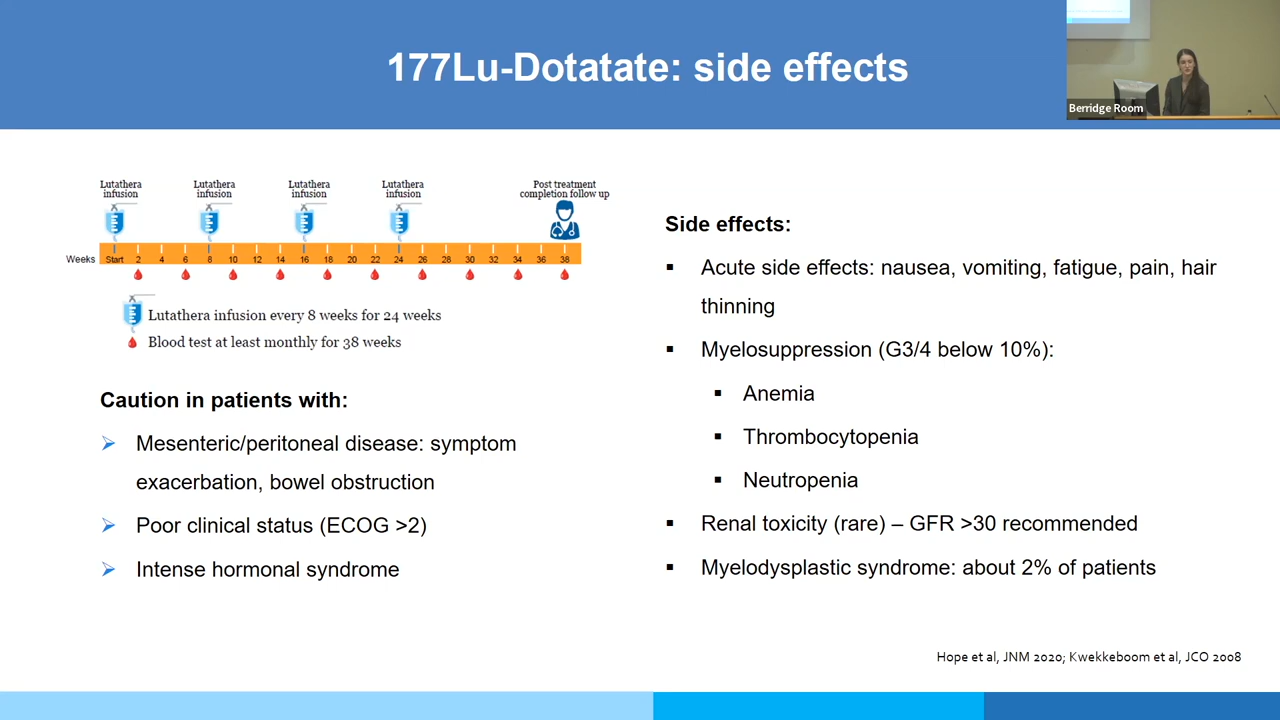 177Lu-Dotatate: side effects
Berridge Room
Lutathera
infusion
Lutathera
infusion
Lutathera
infusion
Lutathera
infusion
Post treatment
completion follow up
Weeks Start 2 4 6 8 10 12 14 16 18 20 22 24 26 28 30 32 34 36 38
Lutathera infusion every 8 weeks for 24 weeks
Blood test at least monthly for 38 weeks
Caution in patients with:
Mesenteric/peritoneal disease: symptom
exacerbation, bowel obstruction
Poor clinical status (ECOG >2)
Intense hormonal syndrome
Side effects:
Acute side effects: nausea, vomiting, fatigue, pain, hair
thinning
Myelosuppression (G3/4 below 10%):
Anemia
Thrombocytopenia
Neutropenia
Renal toxicity (rare) – GFR >30 recommended
Myelodysplastic syndrome: about 2% of patients
Hope et al, JNM 2020; Kwekkeboom et al, JCO 2008